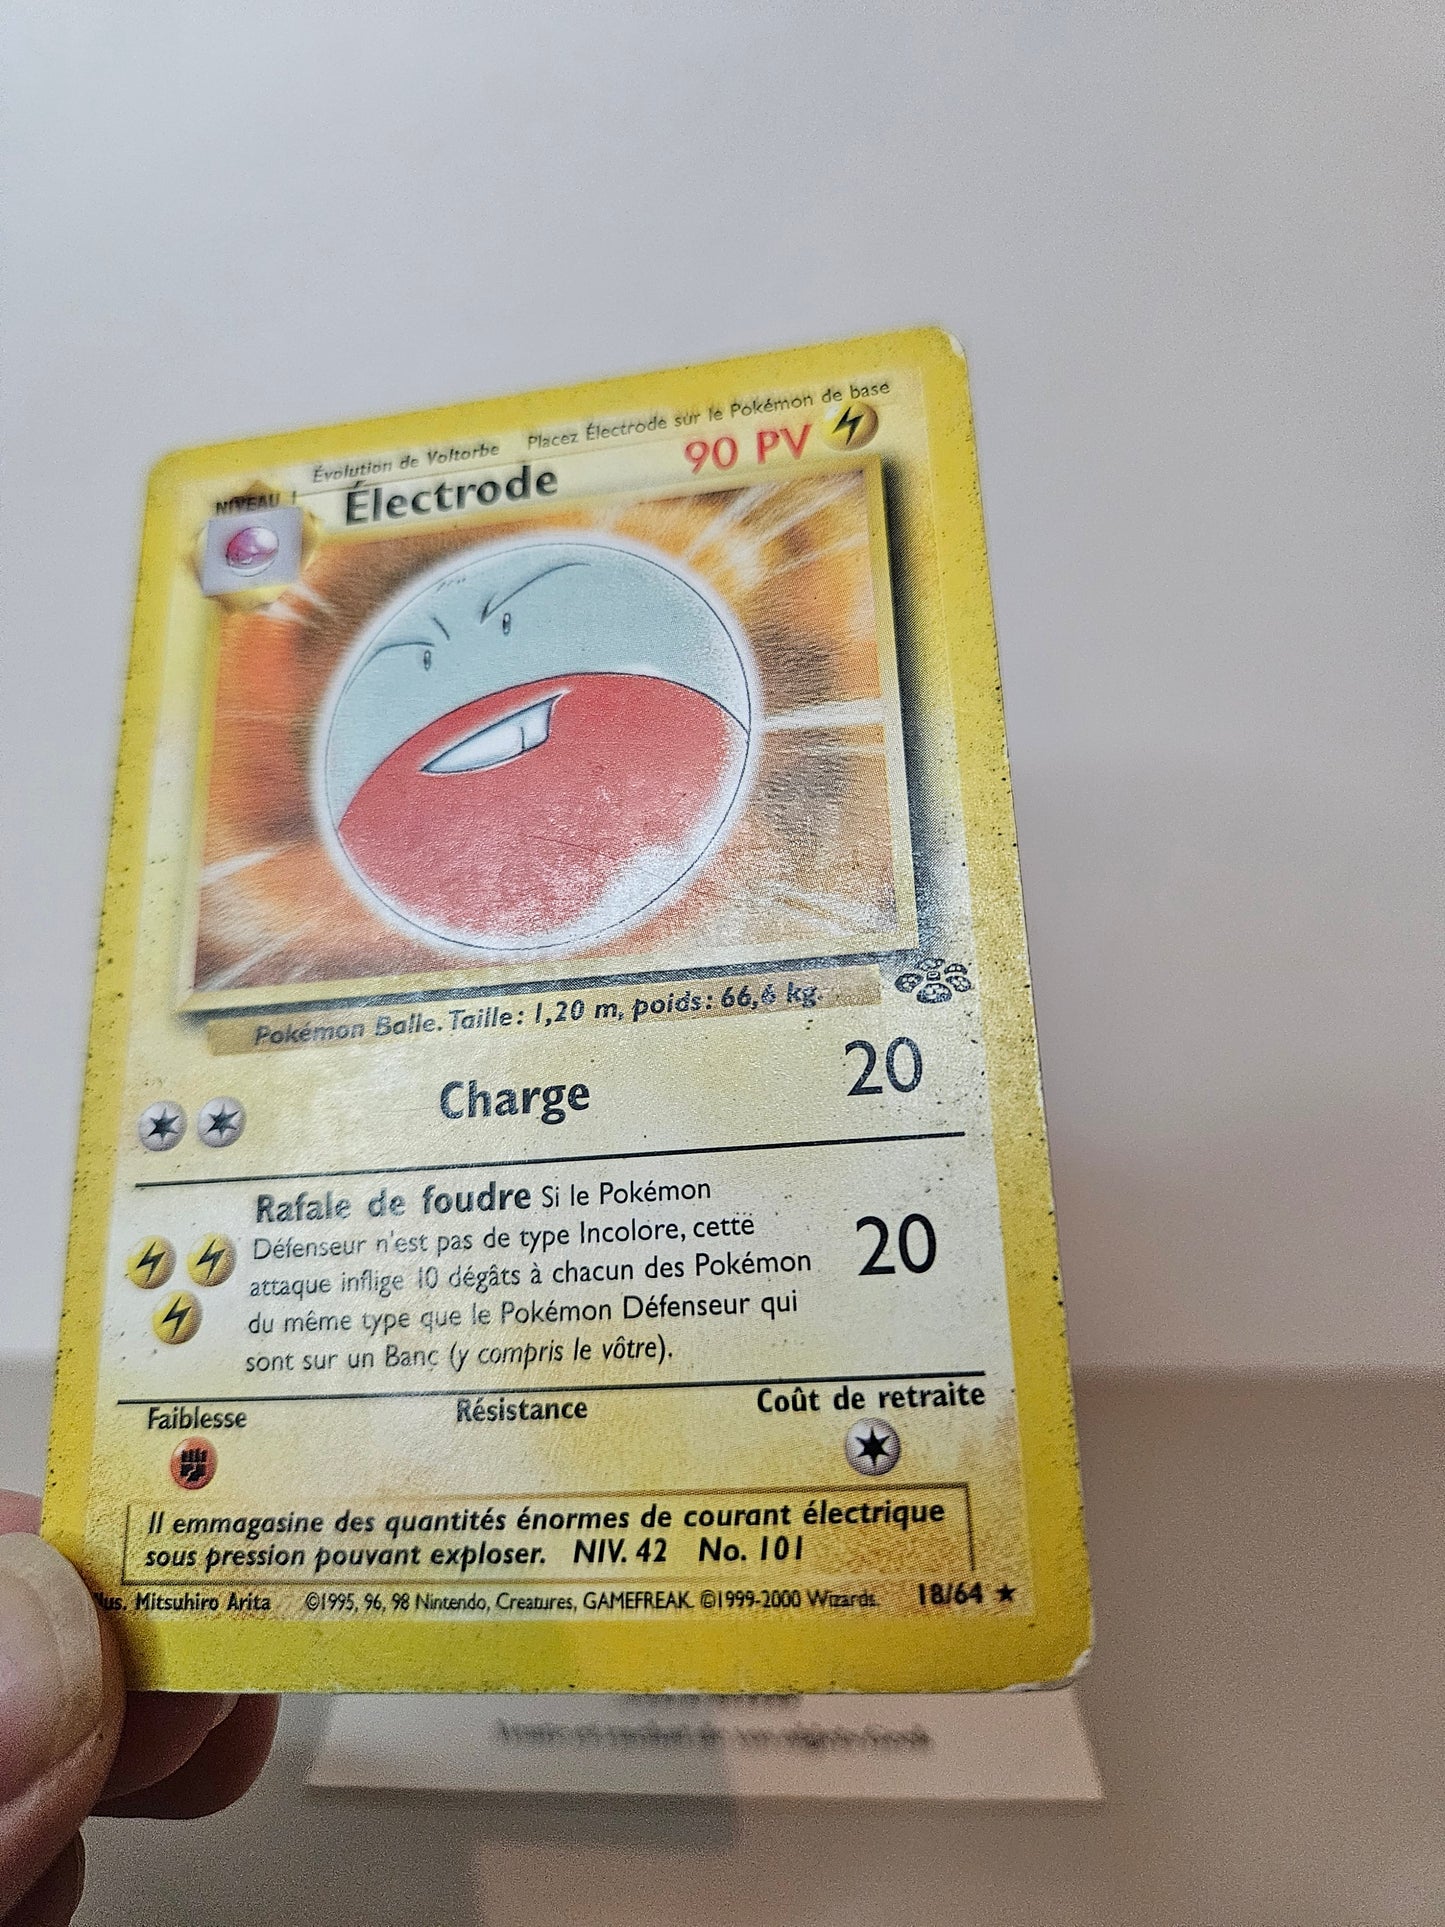 Évolution de Voltorbe Placez Électrode sur le Pokémon de base
NIVEAU 1
Électrode 90 PV
Pokémon Balle. Taille: 1,20 m, poids: 66,6 kg.
Charge 20
Rafale de foudre Si le Pokémon
Défenseur n'est pas de type Incolore, cette
attaque inflige 10 dégâts à chacun des Pokémon
du même type que le Pokémon Défenseur qui
sont sur un Banc (y compris le vôtre).
20
Faiblesse Résistance Coût de retraite
Il emmagasine des quantités énormes de courant électrique
sous pression pouvant exploser. NIV. 42 No. 101
lus. Mitsuhiro Arita ©1995, 96, 98 Nintendo, Creatures, GAMEFREAK. ©1999-2000 Wizards. 18/64 ★